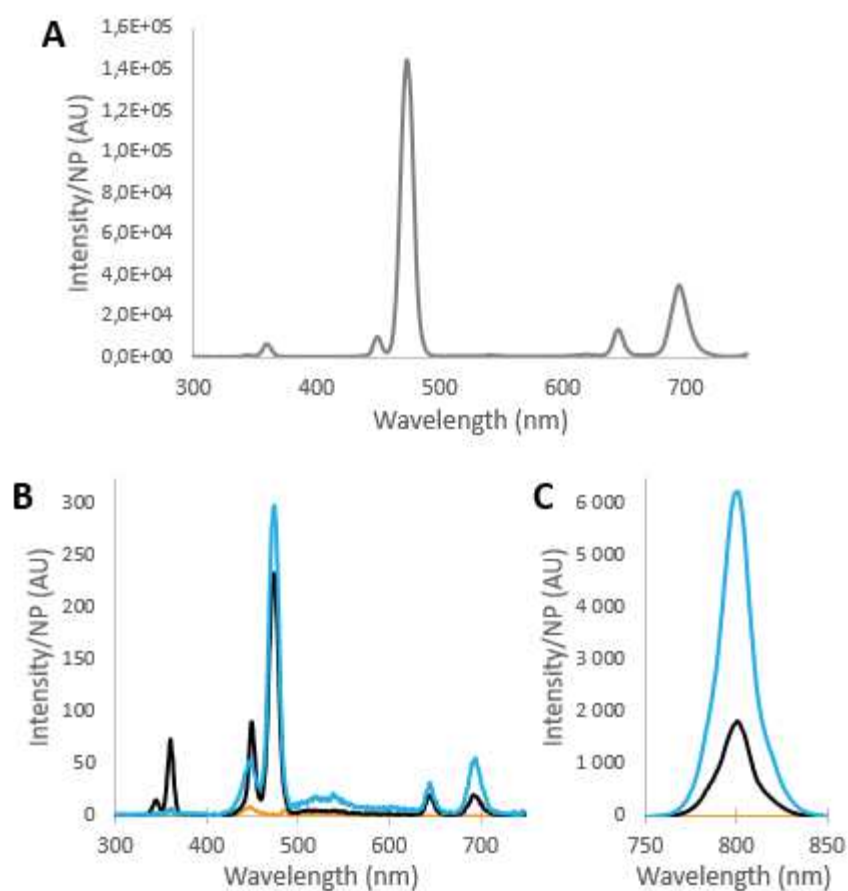 A
Intensity/NP (AU)
1,6E+05
1,4E+05
1,2E+05
1,0E+05
8,0E+04
6,0E+04
4,0E+04
2,0E+04
0,0E+00
300 400 500 600 700
Wavelength (nm)
B
Intensity/NP (AU)
300
250
200
150
100
50
0
300 400 500 600 700
Wavelength (nm)
C
Intensity/NP (AU)
6 000
5 000
4 000
3 000
2 000
1 000
0
750 800 850
Wavelength (nm)